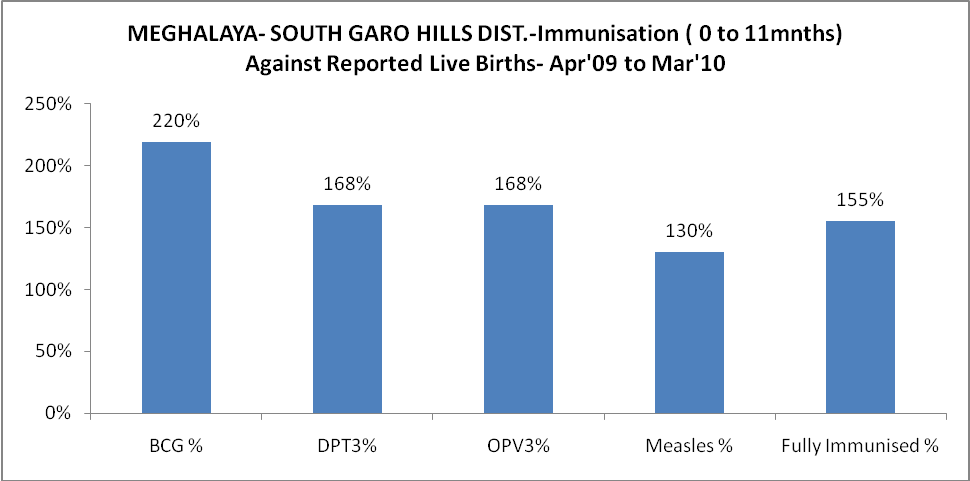 MEGHALAYA- SOUTH GARO HILLS DIST.-Immunisation ( 0 to 11mnths)
Against Reported Live Births- Apr'09 to Mar'10
250%
200%
150%
100%
50%
0%
220%
168%
168%
130%
155%
BCG %
DPT3%
OPV3%
Measles %
Fully Immunised %